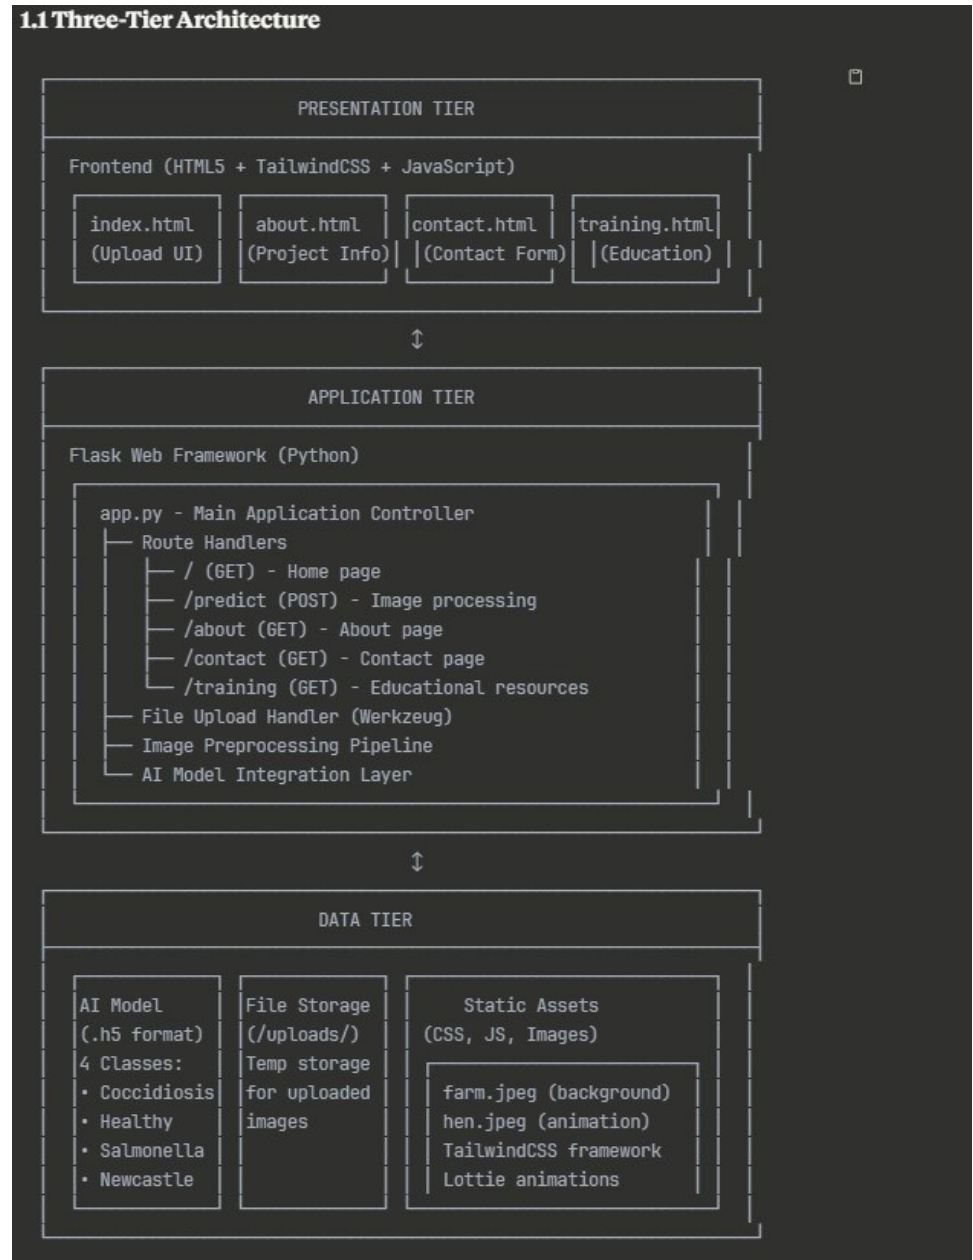 1.1 Three-Tier Architecture
PRESENTATION TIER
Frontend (HTML5 + TailwindCSS + JavaScript)
index.html about.html contact.html training.html
(Upload UI) (Project Info) (Contact Form) (Education)
↕
APPLICATION TIER
Flask Web Framework (Python)
app.py - Main Application Controller
├── Route Handlers
│   ├── / (GET) - Home page
│   ├── /predict (POST) - Image processing
│   ├── /about (GET) - About page
│   ├── /contact (GET) - Contact page
│   └── /training (GET) - Educational resources
├── File Upload Handler (Werkzeug)
├── Image Preprocessing Pipeline
└── AI Model Integration Layer
↕
DATA TIER
AI Model File Storage Static Assets
(.h5 format) (/uploads/) (CSS, JS, Images)
4 Classes: Temp storage
• Coccidiosis for uploaded farm.jpeg (background)
• Healthy images hen.jpeg (animation)
• Salmonella TailwindCSS framework
• Newcastle Lottie animations